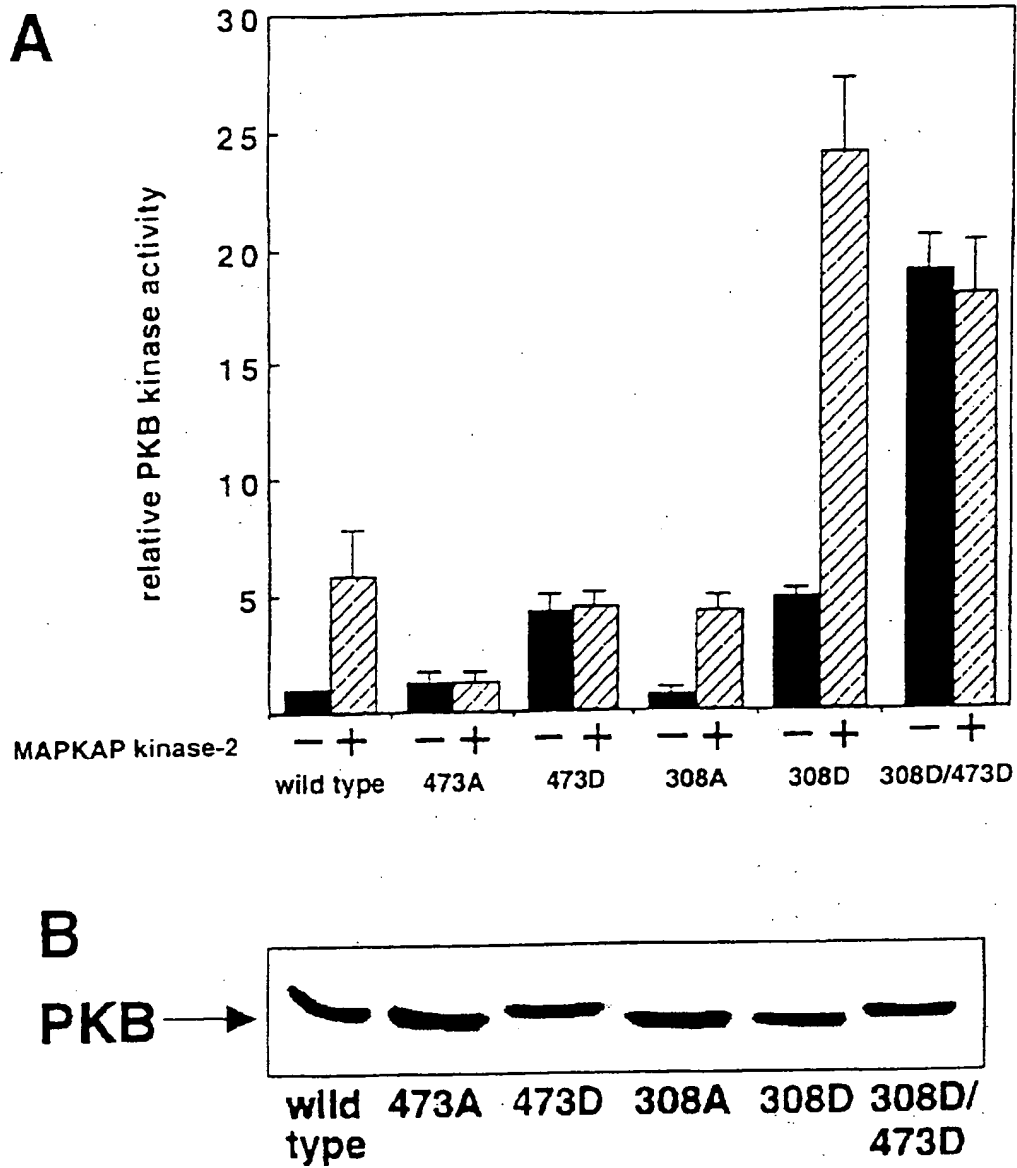 A
relative PKB kinase activity
30
25
20
15
10
5
MAPKAP kinase-2
– + – + – + – + – + – +
wild type 473A 473D 308A 308D 308D/473D
B
PKB
wild type 473A 473D 308A 308D 308D/473D